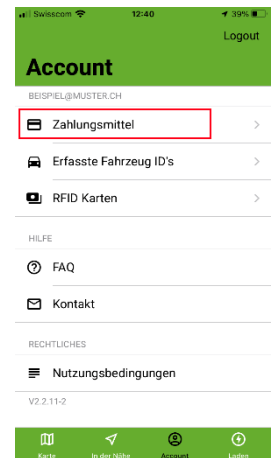 Swisscom 12:40 39%
Logout
Account
BEISPIEL@MUSTER.CH
Zahlungsmittel
Erfasste Fahrzeug ID's
RFID Karten
HILFE
FAQ
Kontakt
RECHTLICHES
Nutzungsbedingungen
V2.2.11-2
Karte In der Nähe Account Laden